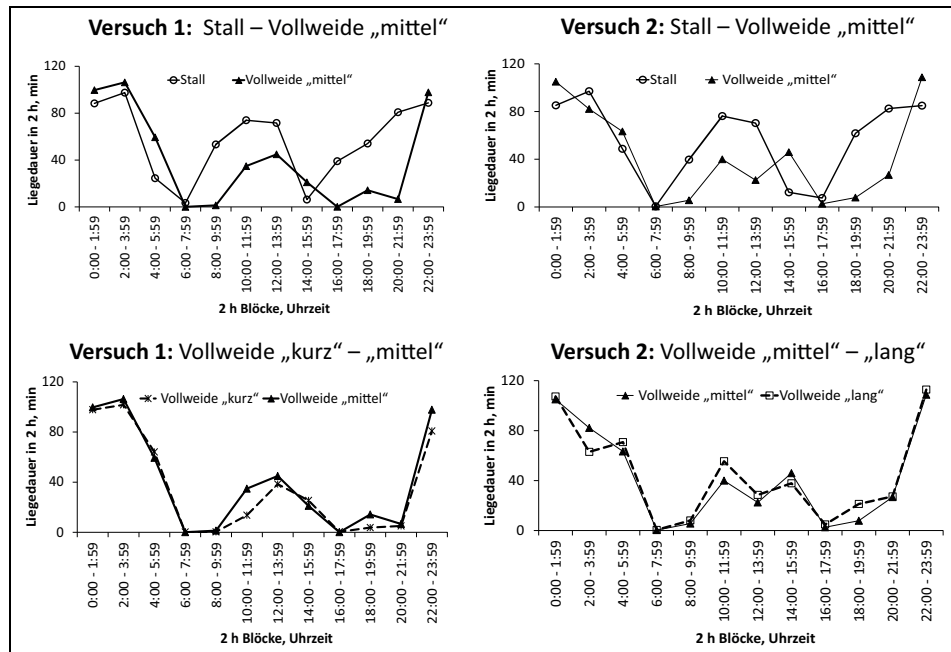 Versuch 1: Stall – Vollweide „mittel“
Liegedauer in 2 h, min
120
80
40
0
Stall
Vollweide „mittel“
0:00 - 1:59
2:00 - 3:59
4:00 - 5:59
6:00 - 7:59
8:00 - 9:59
10:00 - 11:59
12:00 - 13:59
14:00 - 15:59
16:00 - 17:59
18:00 - 19:59
20:00 - 21:59
22:00 - 23:59
2 h Blöcke, Uhrzeit
Versuch 2: Stall – Vollweide „mittel“
Liegedauer in 2 h, min
120
80
40
0
Stall
Vollweide „mittel“
0:00 - 1:59
2:00 - 3:59
4:00 - 5:59
6:00 - 7:59
8:00 - 9:59
10:00 - 11:59
12:00 - 13:59
14:00 - 15:59
16:00 - 17:59
18:00 - 19:59
20:00 - 21:59
22:00 - 23:59
2 h Blöcke, Uhrzeit
Versuch 1: Vollweide „kurz“ – „mittel“
Liegedauer in 2 h, min
120
80
40
0
Vollweide „kurz“
Vollweide „mittel“
0:00 - 1:59
2:00 - 3:59
4:00 - 5:59
6:00 - 7:59
8:00 - 9:59
10:00 - 11:59
12:00 - 13:59
14:00 - 15:59
16:00 - 17:59
18:00 - 19:59
20:00 - 21:59
22:00 - 23:59
2 h Blöcke, Uhrzeit
Versuch 2: Vollweide „mittel“ – „lang“
Liegedauer in 2 h, min
120
80
40
0
Vollweide „mittel“
Vollweide „lang“
0:00 - 1:59
2:00 - 3:59
4:00 - 5:59
6:00 - 7:59
8:00 - 9:59
10:00 - 11:59
12:00 - 13:59
14:00 - 15:59
16:00 - 17:59
18:00 - 19:59
20:00 - 21:59
22:00 - 23:59
2 h Blöcke, Uhrzeit